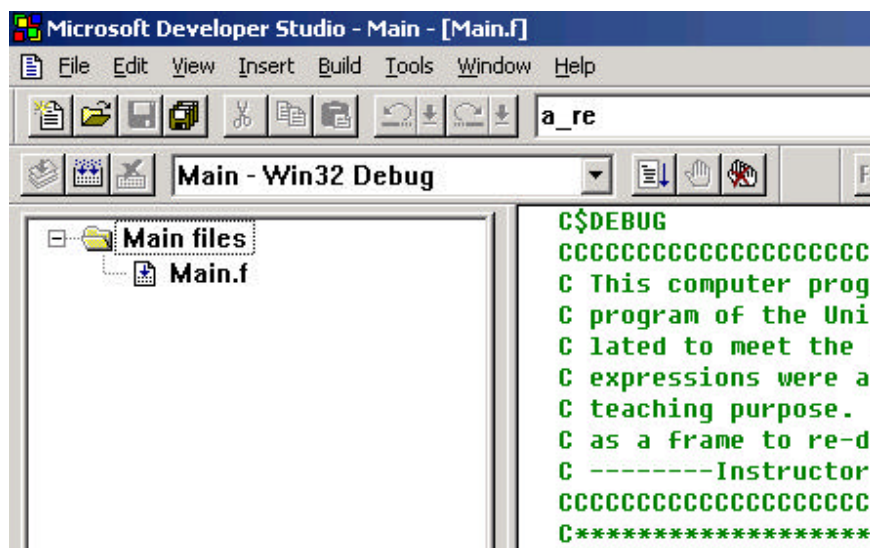 Microsoft Developer Studio - Main - [Main.f]
File Edit View Insert Build Tools Window Help
a_re
Main - Win32 Debug
F
Main files
Main.f
C$DEBUG
CCCCCCCCCCCCCCCCCCCC
C This computer prog
C program of the Uni
C lated to meet the
C expressions were a
C teaching purpose.
C as a frame to re-d
C --------Instructor
CCCCCCCCCCCCCCCCCCCC
C*******************